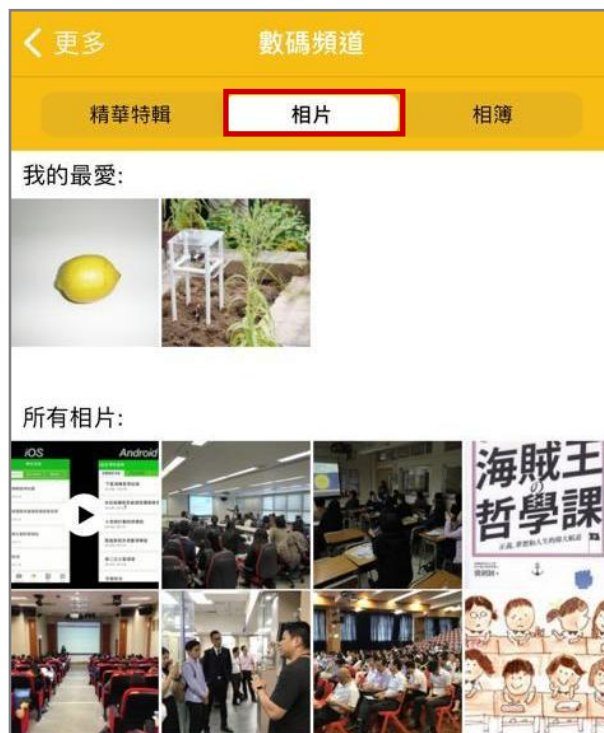 更多
數碼頻道
精華特輯
相片
相簿
我的最愛:
所有相片:
iOS
Android
海賊王
の
哲學課